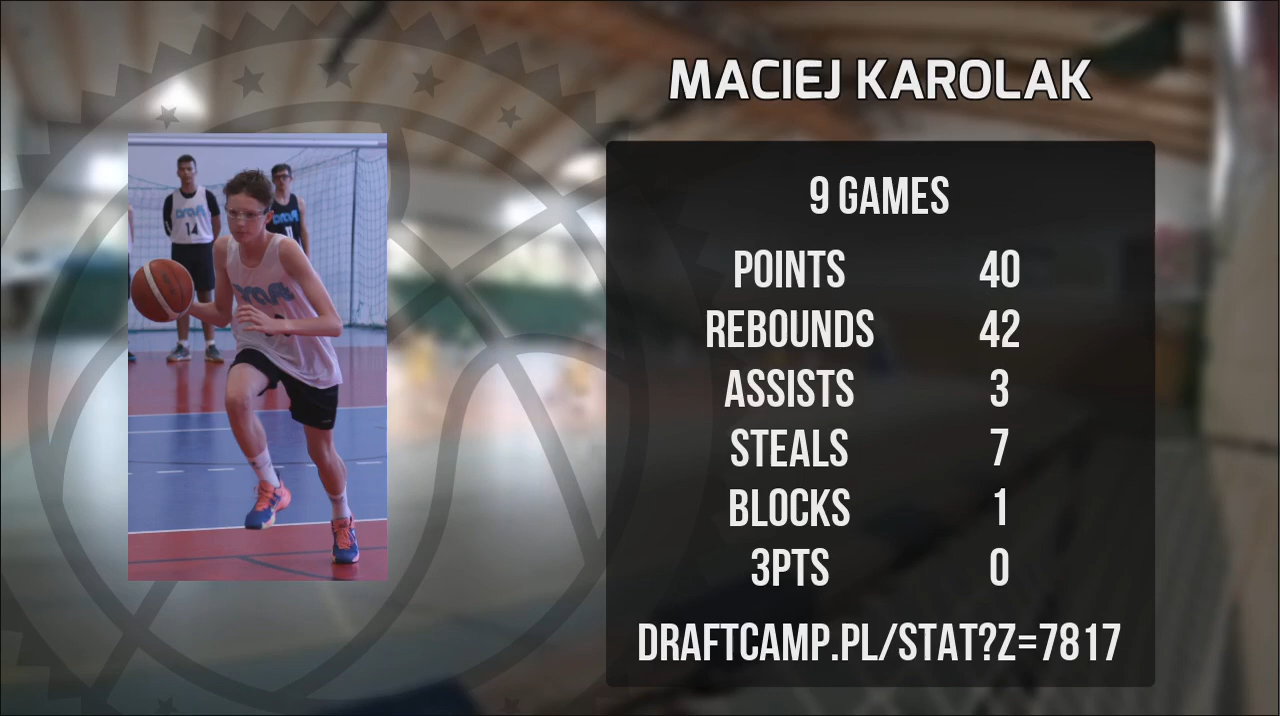 MACIEJ KAROLAK
9 GAMES
POINTS 40
REBOUNDS 42
ASSISTS 3
STEALS 7
BLOCKS 1
3PTS 0
DRAFTCAMP.PL/STAT?Z=7817
14